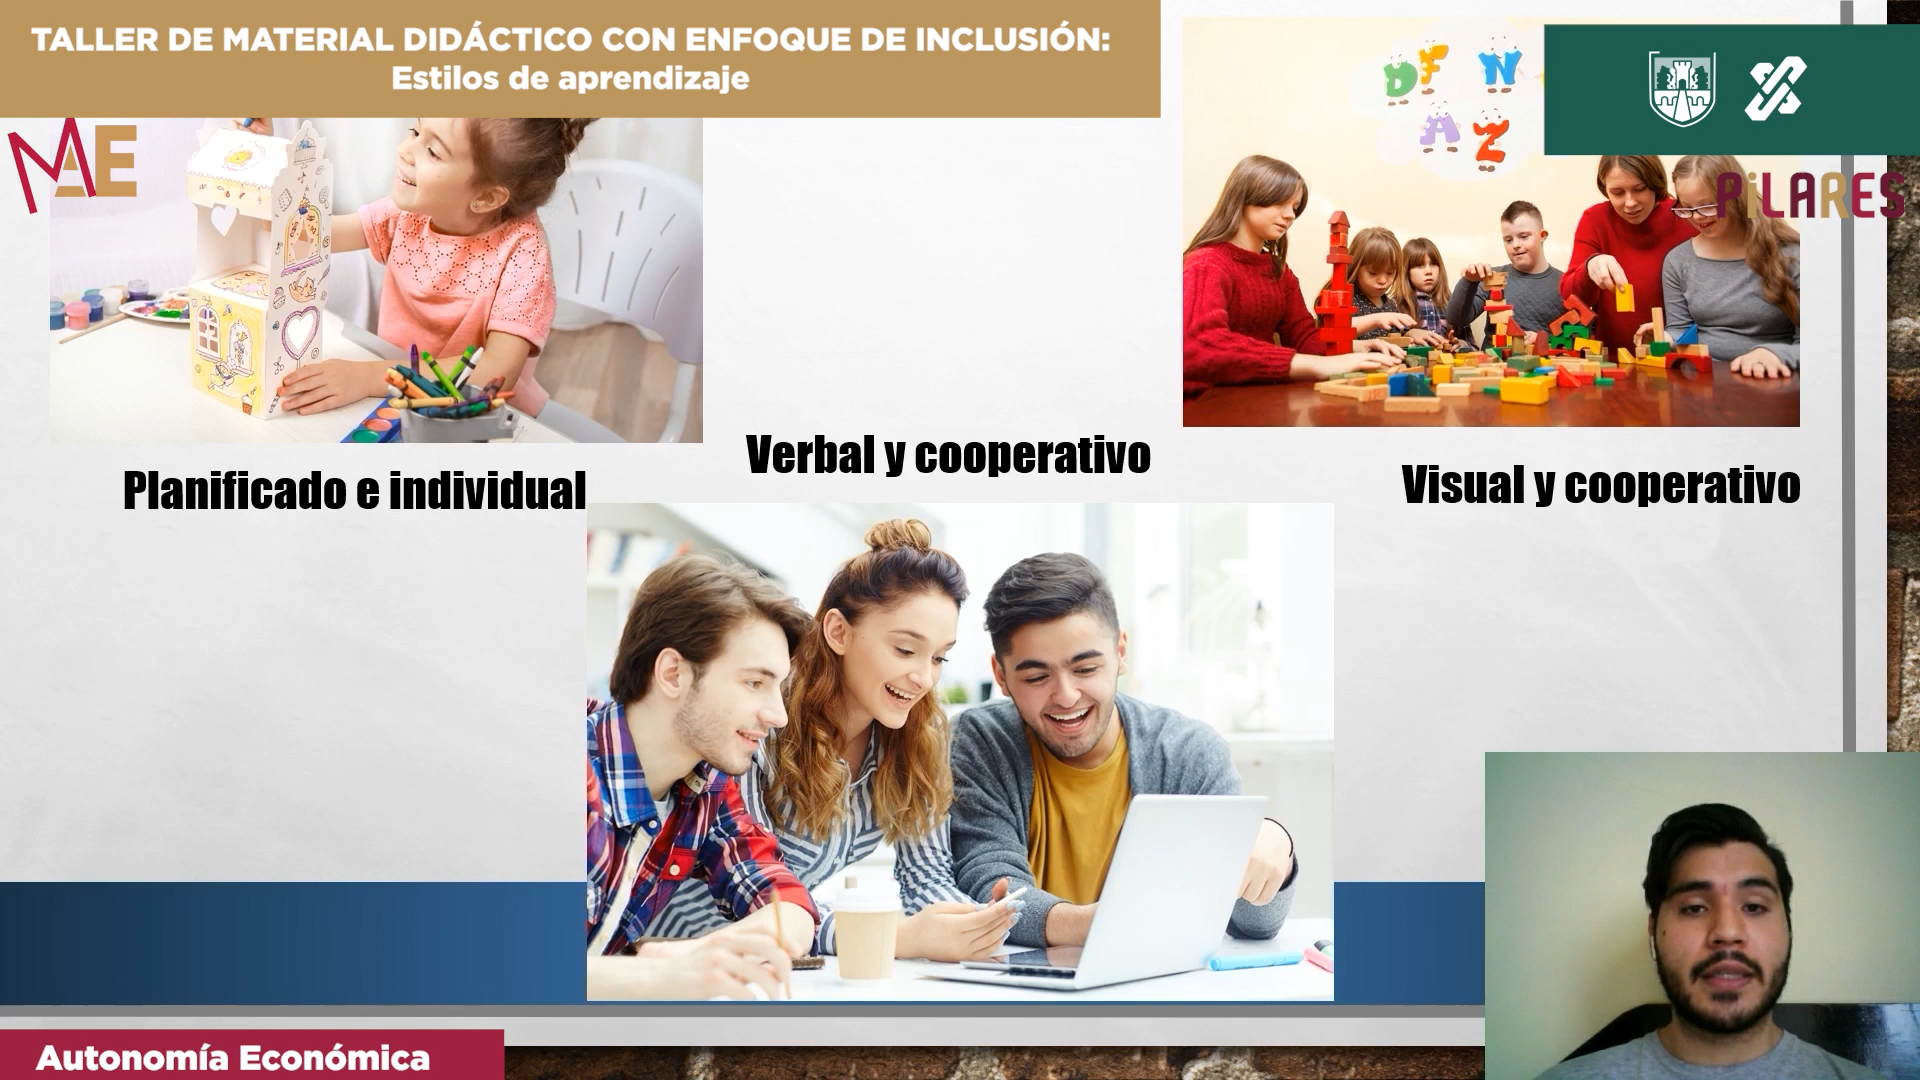 TALLER DE MATERIAL DIDÁCTICO CON ENFOQUE DE INCLUSIÓN:
Estilos de aprendizaje
MAE
D F N
A Z
PiLARES
Planificado e individual
Verbal y cooperativo
Visual y cooperativo
Autonomía Económica